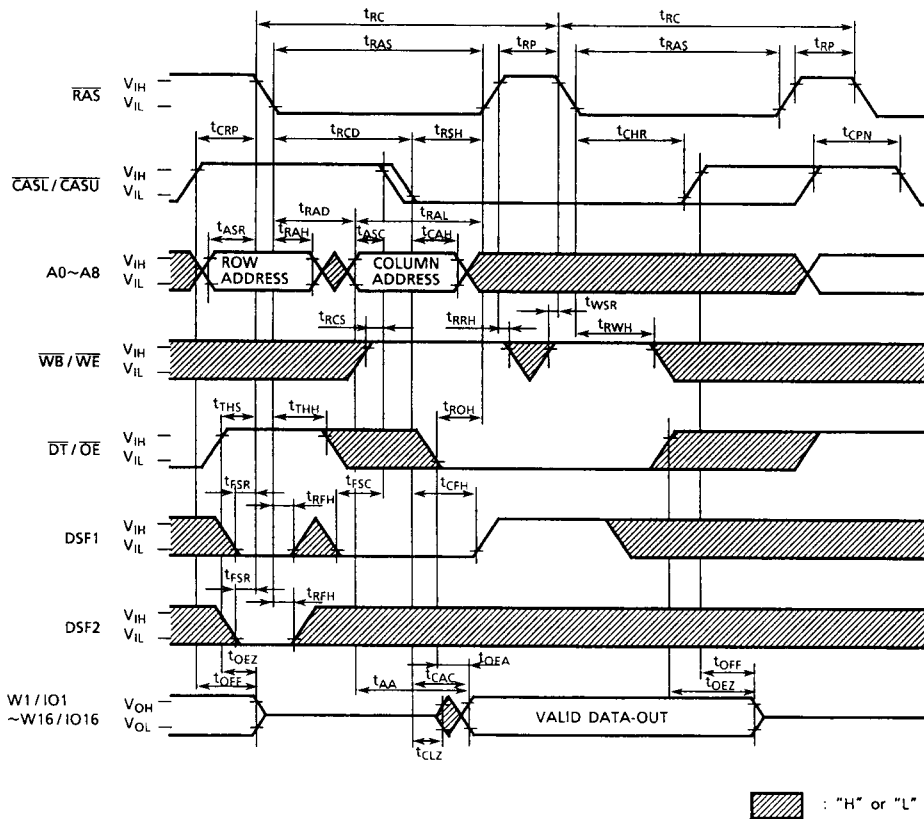 tRC tRC
tRAS tRP tRAS tRP
RAS VIH
VIL
tCRP tRCD tRSH tCHR tCPN
CASL / CASU VIH
VIL
tRAD tRAL
tASR tRAH tASC tCAH
A0~A8 VIH
VIL
ROW ADDRESS
COLUMN ADDRESS
tRCS tRRH tWSR tRWH
WB / WE VIH
VIL
tTHS tTHH tROH
DT / OE VIH
VIL
tFSR tRFH tFSC tCFH
DSF1 VIH
VIL
tFSR tRFH
DSF2 VIH
VIL
tOEZ tOEA tOFF
tOFF tAA tCAC tOEZ
W1 / IO1
~W16 / IO16
VOH
VOL
VALID DATA-OUT
tCLZ
: "H" or "L"